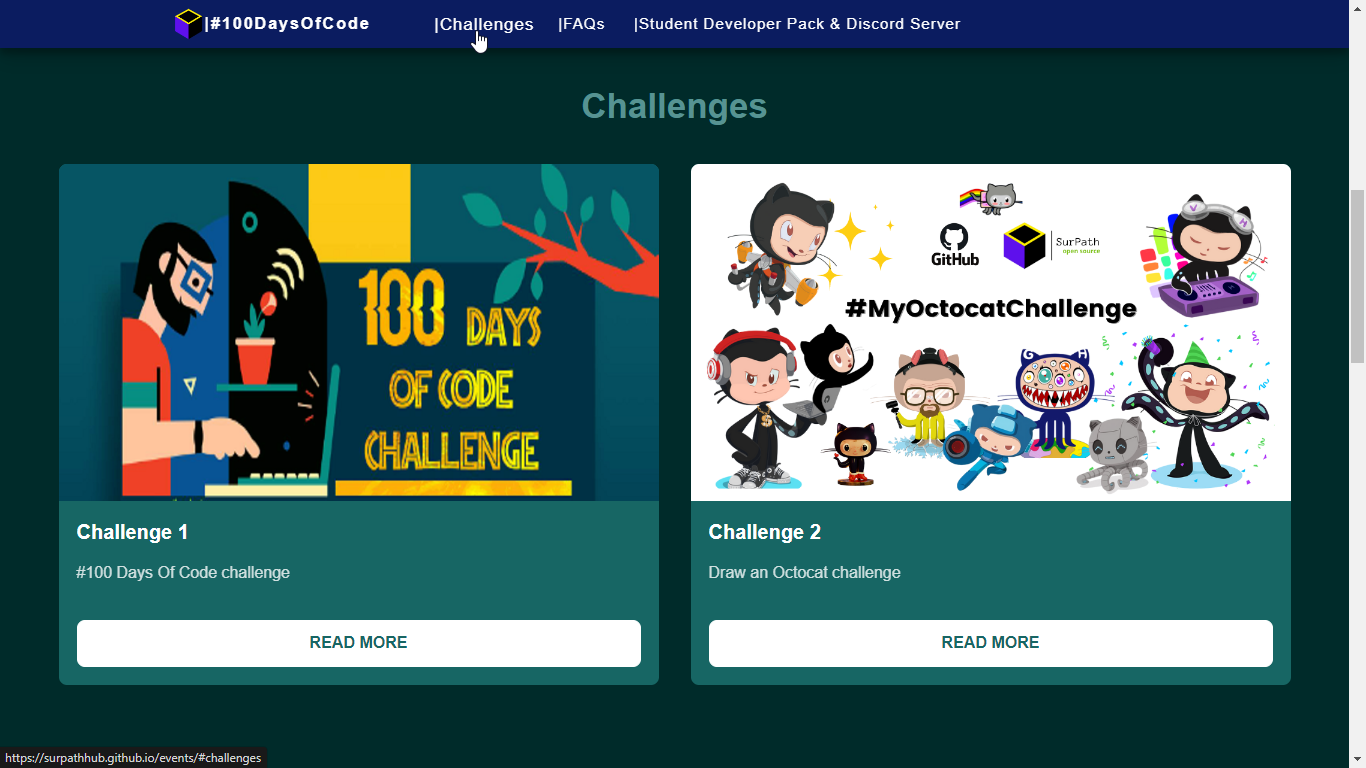 |#100DaysOfCode
|Challenges
|FAQs
|Student Developer Pack & Discord Server
Challenges
100 DAYS
OF CODE
CHALLENGE
GitHub
SurPath
open source
V
H
#MyOctocatChallenge
Challenge 1
#100 Days Of Code challenge
READ MORE
Challenge 2
Draw an Octocat challenge
READ MORE
https://surpathhub.github.io/events/#challenges